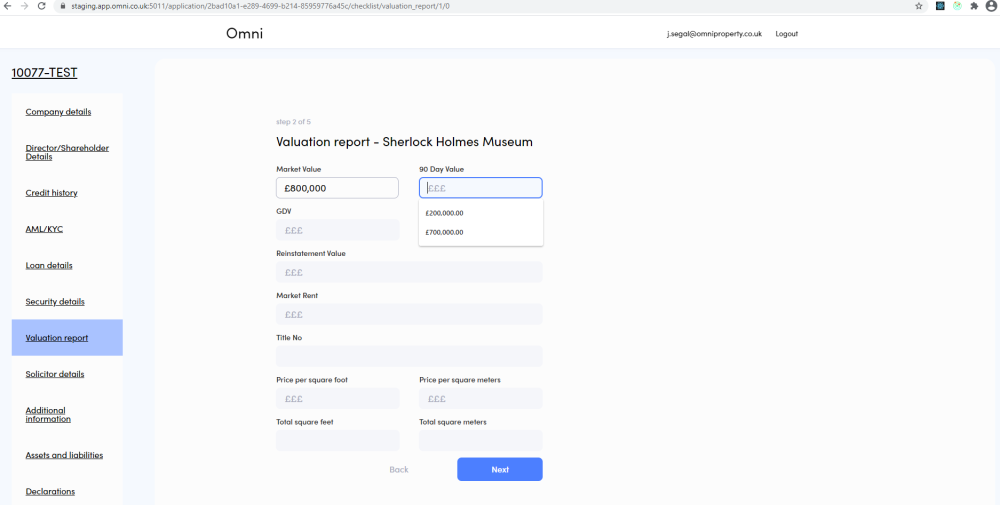 staging.app.omni.co.uk:5011/application/2bad10a1-e289-4699-b214-85959776a45c/checklist/valuation_report/1/0
Omni
j.segal@omniproperty.co.uk
Logout
10077-TEST
Company details
Director/Shareholder
Details
Credit history
AML/KYC
Loan details
Security details
Valuation report
Solicitor details
Additional
information
Assets and liabilities
Declarations
step 2 of 5
Valuation report - Sherlock Holmes Museum
Market Value
£800,000
90 Day Value
£££
£200,000.00
£700,000.00
GDV
£££
Reinstatement Value
£££
Market Rent
£££
Title No
Price per square foot
£££
Price per square meters
£££
Total square feet
Total square meters
Back
Next